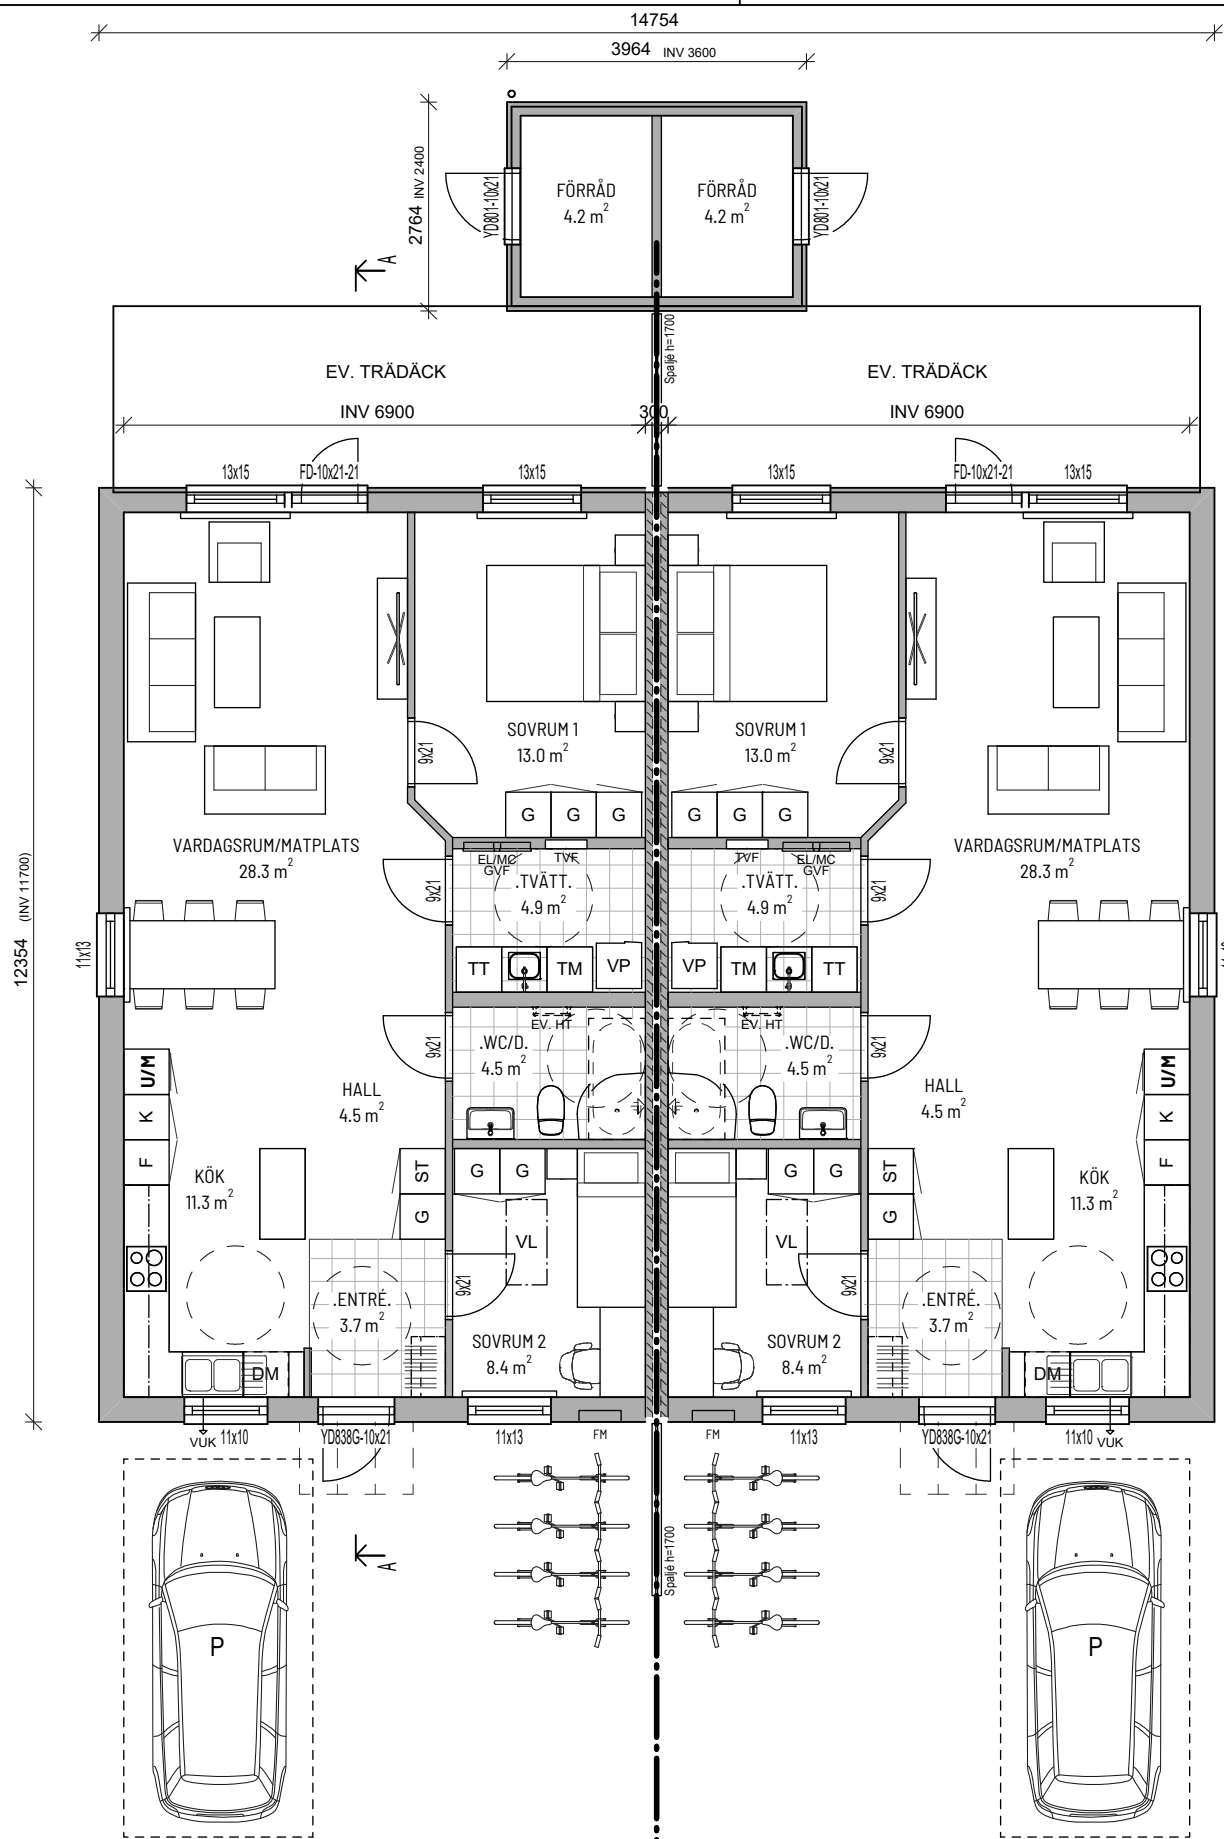 14754
3964 INV 3600
2764 INV 2400
YD801-10x21
FÖRRÅD
4.2 m²
FÖRRÅD
4.2 m²
YD801-10x21
A
Spaljé h=1700
EV. TRÄDÄCK
EV. TRÄDÄCK
INV 6900
300
INV 6900
13x15
FD-10x21-21
13x15
13x15
FD-10x21-21
13x15
SOVRUM 1
13.0 m²
SOVRUM 1
13.0 m²
9x21
9x21
G
G
G
G
G
G
VARDAGSRUM/MATPLATS
28.3 m²
VARDAGSRUM/MATPLATS
28.3 m²
EL/MC
GVF
TVF
TVF
EL/MC
GVF
.TVÄTT.
4.9 m²
.TVÄTT.
4.9 m²
9x21
9x21
12354 (INV 11700)
11x13
TT
TM
VP
VP
TM
TT
EV. HT
EV. HT
.WC/D.
4.5 m²
.WC/D.
4.5 m²
9x21
9x21
U/M
K
F
U/M
K
F
HALL
4.5 m²
HALL
4.5 m²
KÖK
11.3 m²
KÖK
11.3 m²
ST
G
G
G
G
G
ST
G
VL
VL
9x21
9x21
.ENTRÉ.
3.7 m²
.ENTRÉ.
3.7 m²
SOVRUM 2
8.4 m²
SOVRUM 2
8.4 m²
DM
DM
VUK
11x10
YD838G-10x21
11x13
FM
FM
11x13
YD838G-10x21
11x10
VUK
A
Spaljé h=1700
P
P